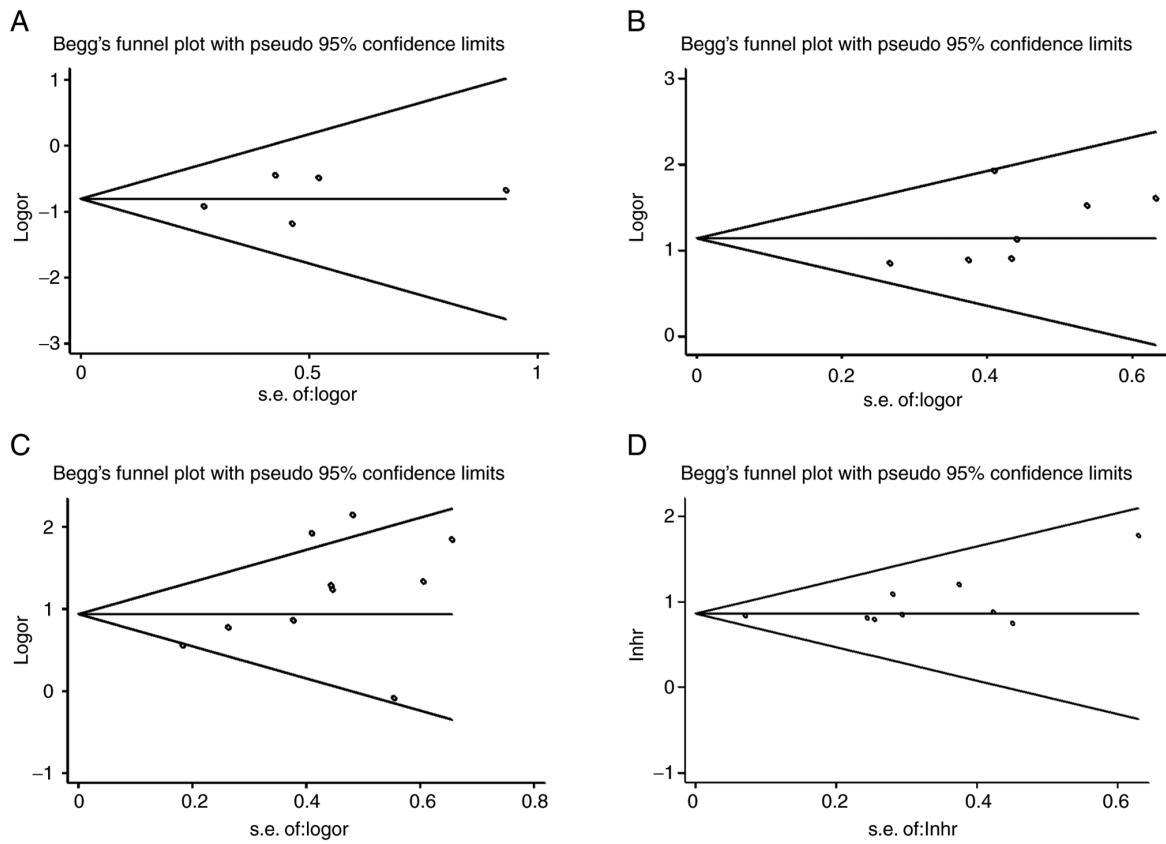 A
Begg's funnel plot with pseudo 95% confidence limits
1
0
−1
−2
−3
Logor
0
0.5
1
s.e. of:logor
B
Begg's funnel plot with pseudo 95% confidence limits
3
2
1
0
Logor
0
0.2
0.4
0.6
s.e. of:logor
C
Begg's funnel plot with pseudo 95% confidence limits
2
1
0
−1
Logor
0
0.2
0.4
0.6
0.8
s.e. of:logor
D
Begg's funnel plot with pseudo 95% confidence limits
2
1
0
−1
lnhr
0
0.2
0.4
0.6
s.e. of:lnhr